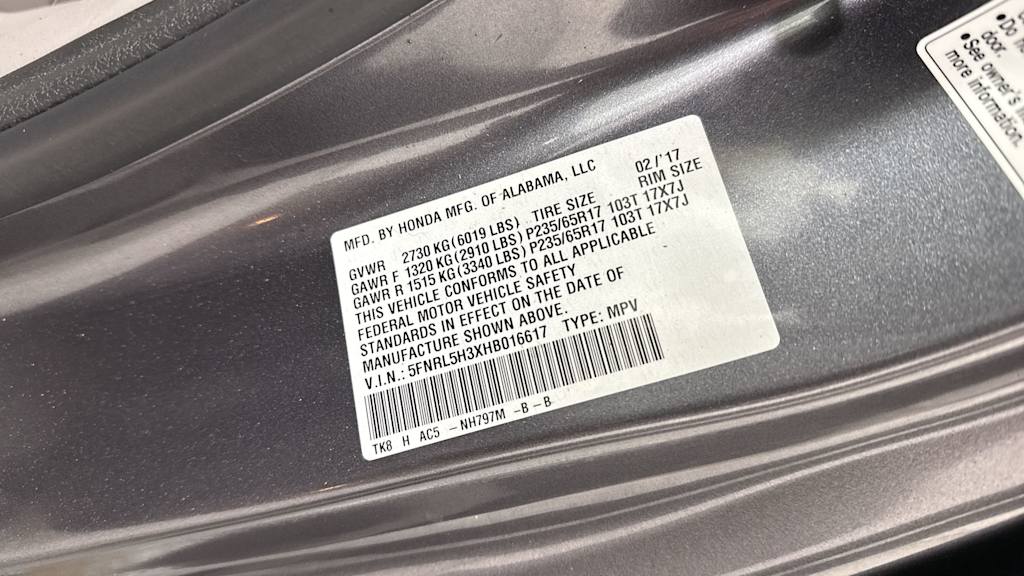 MFD. BY HONDA MFG. OF ALABAMA, LLC 02/'17
GVWR 2730 KG(6019 LBS) TIRE SIZE RIM SIZE
GAWR F 1320 KG(2910 LBS) P235/65R17 103T 17X7J
GAWR R 1515 KG(3340 LBS) P235/65R17 103T 17X7J
THIS VEHICLE CONFORMS TO ALL APPLICABLE
FEDERAL MOTOR VEHICLE SAFETY
STANDARDS IN EFFECT ON THE DATE OF
MANUFACTURE SHOWN ABOVE.
V.I.N.: 5FNRL5H3XHB016617 TYPE: MPV
TK8 H AC5 -NH797M -B-B
•Do
door.
•See owner's
more information.